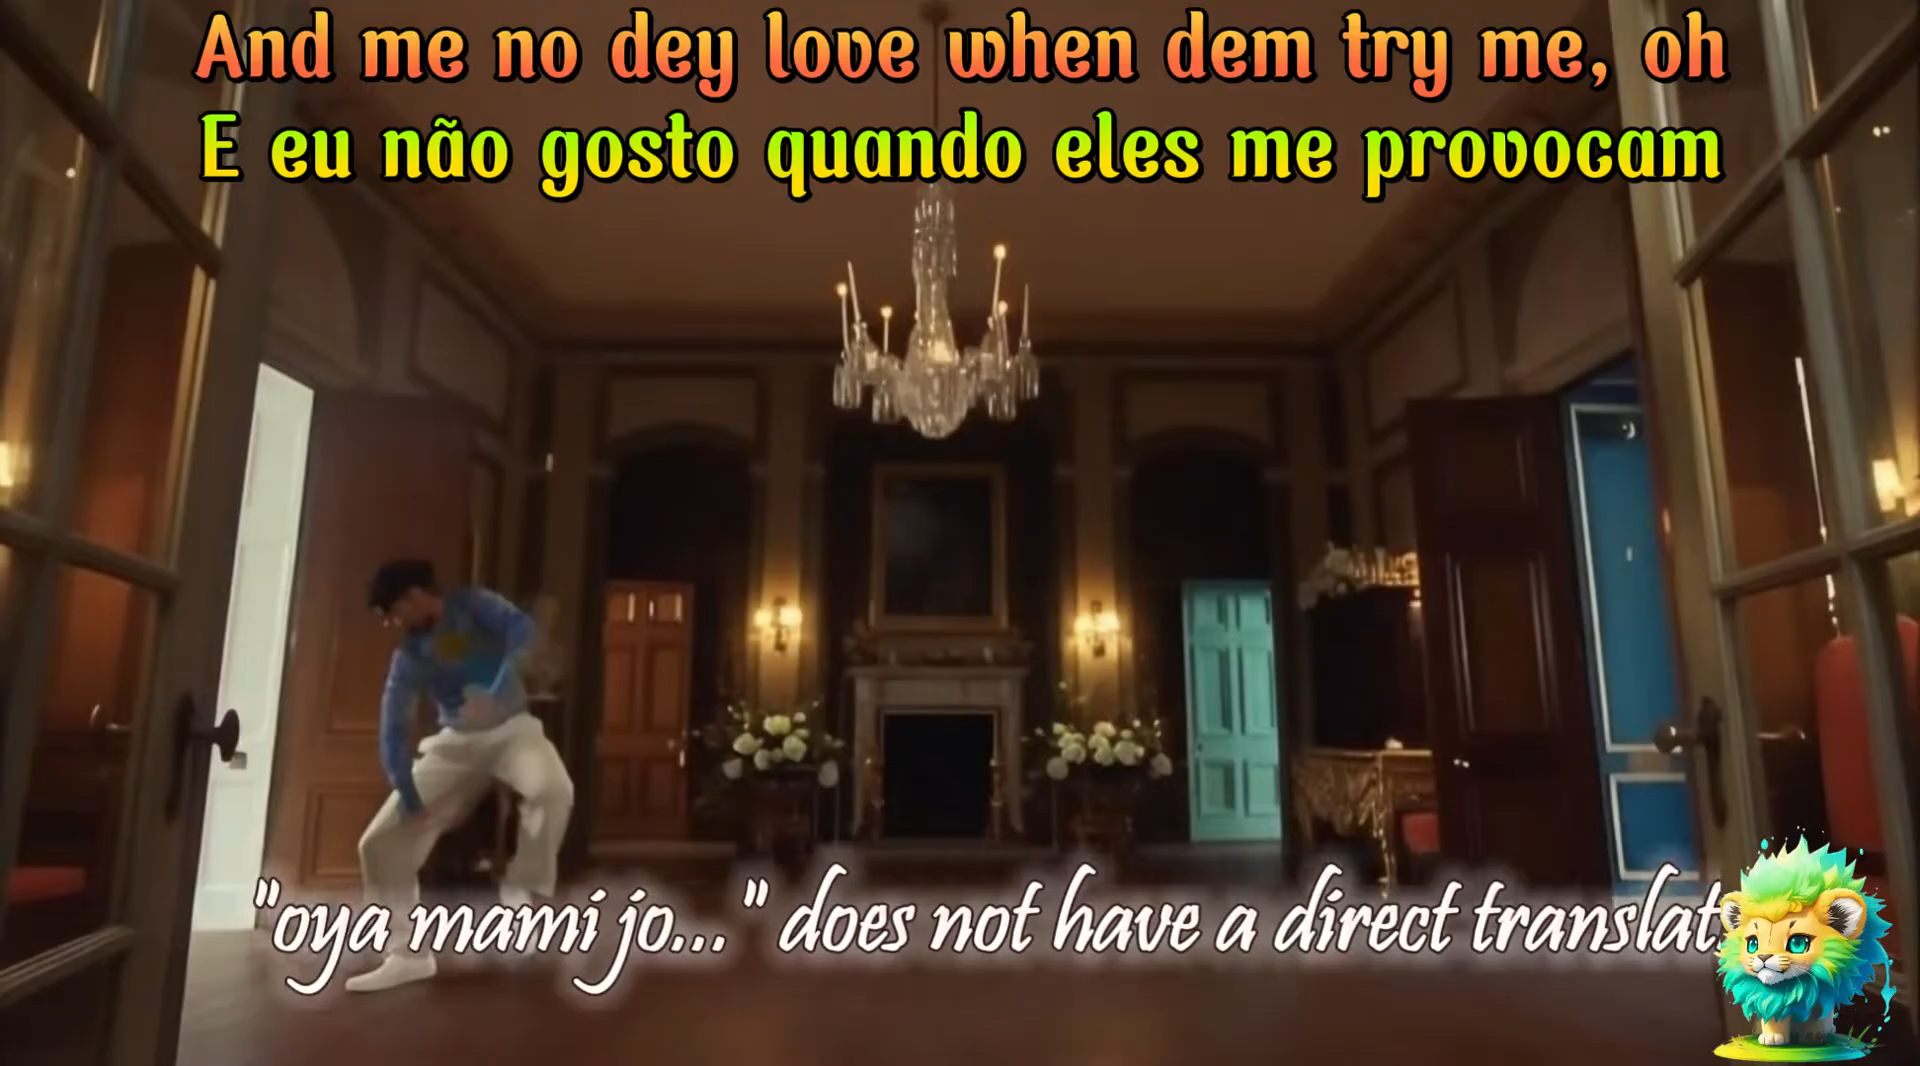 And me no dey love when dem try me, oh
E eu não gosto quando eles me provocam
"oya mami jo..." does not have a direct translat